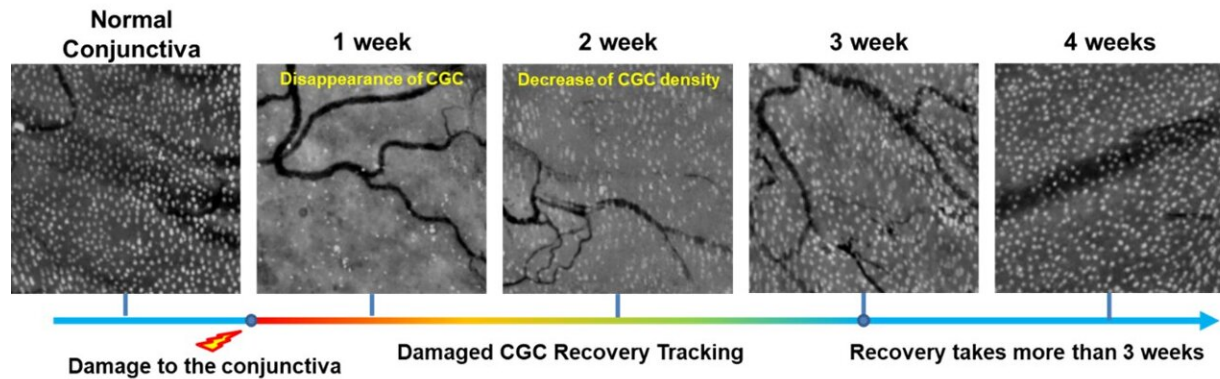 Normal
Conjunctiva
1 week
2 week
3 week
4 weeks
Disappearance of CGC
Decrease of CGC density
Damage to the conjunctiva
Damaged CGC Recovery Tracking
Recovery takes more than 3 weeks